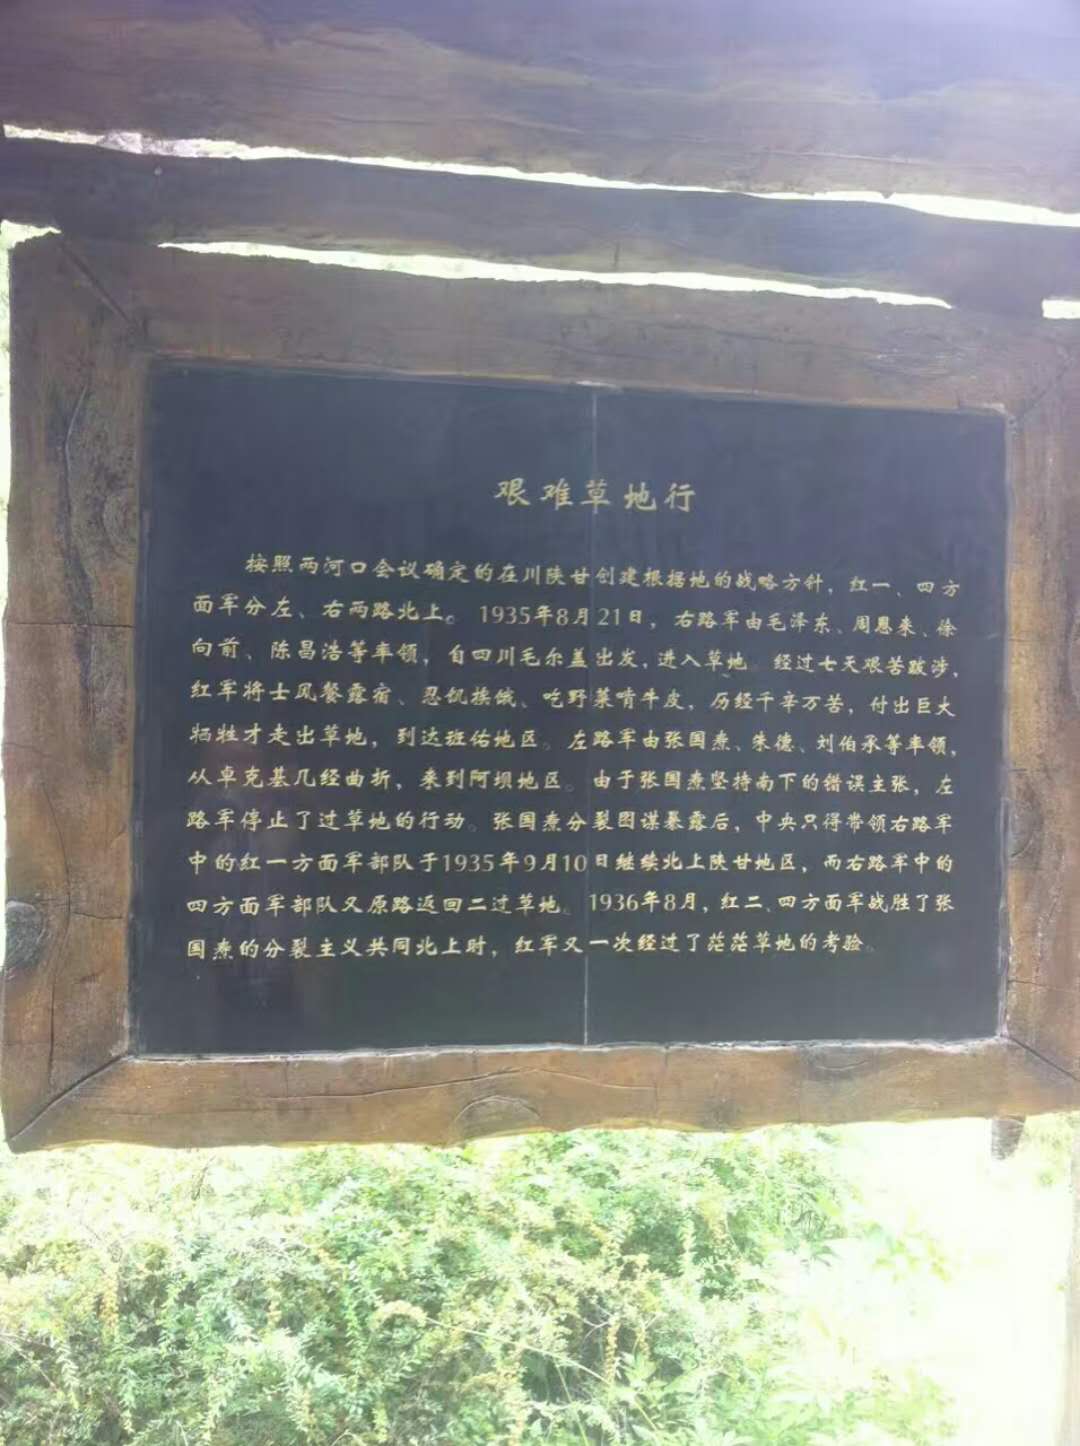 艰难草地行
按照两河口会议确定的在川陕甘创建根据地的战略方针，红一、四方
面军分左、右两路北上。1935年8月21日，右路军由毛泽东、周恩来、徐
向前、陈昌浩等率领，自四川毛尔盖出发，进入草地。经过七天艰苦跋涉，
红军将士风餐露宿、忍饥挨饿、吃野菜啃牛皮，历经千辛万苦，付出巨大
牺牲才走出草地，到达班佑地区。左路军由张国焘、朱德、刘伯承等率领，
从卓克基几经曲折，来到阿坝地区。由于张国焘坚持南下的错误主张，左
路军停止了过草地的行动。张国焘分裂图谋暴露后，中央只得带领右路军
中的红一方面军部队于1935年9月10日继续北上陕甘地区，而右路军中的
四方面军部队又原路返回二过草地。1936年8月，红二、四方面军战胜了张
国焘的分裂主义共同北上时，红军又一次经过了茫茫草地的考验。